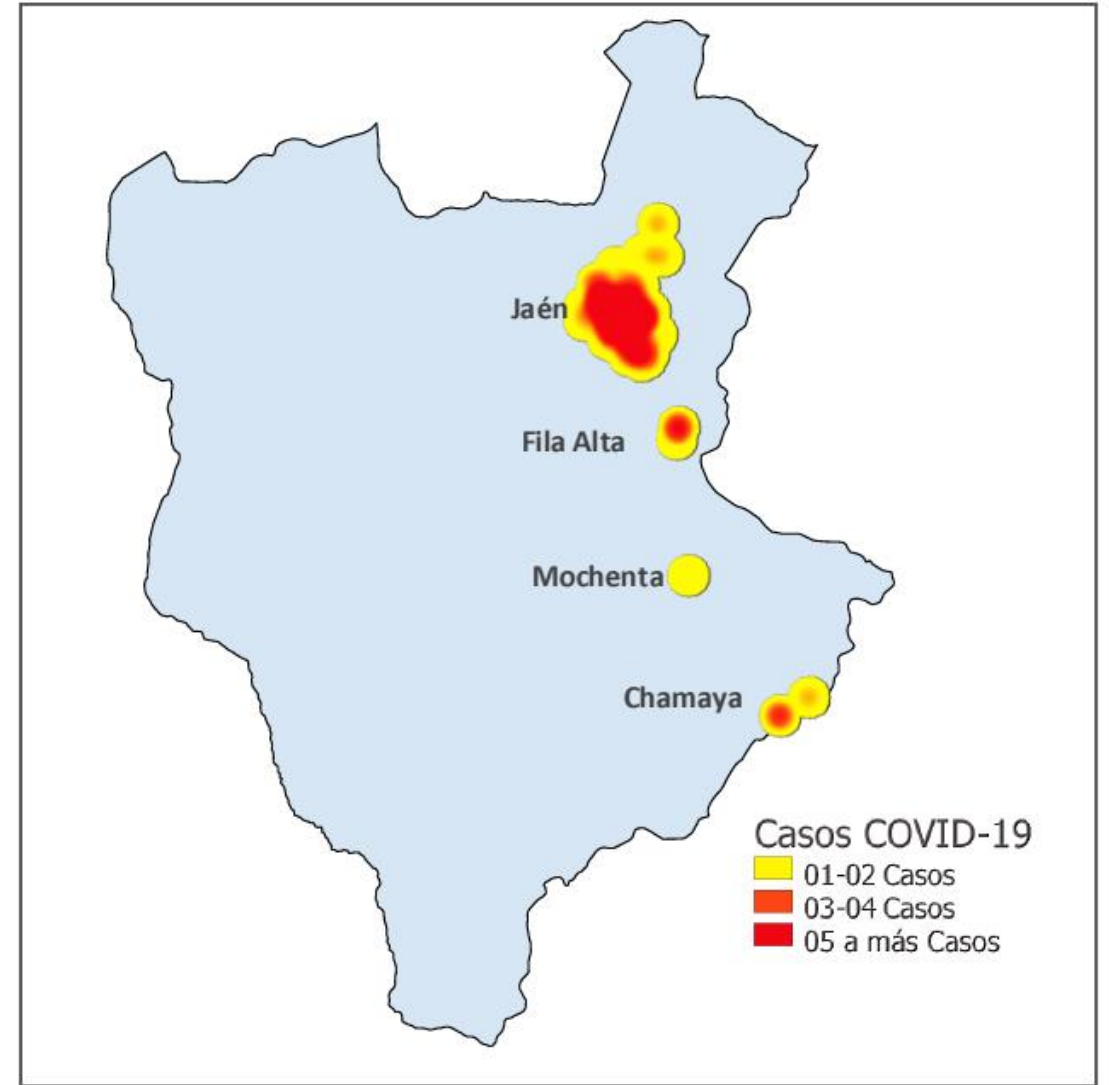 Jaén
Fila Alta
Mochenta
Chamaya
Casos COVID-19
01-02 Casos
03-04 Casos
05 a más Casos